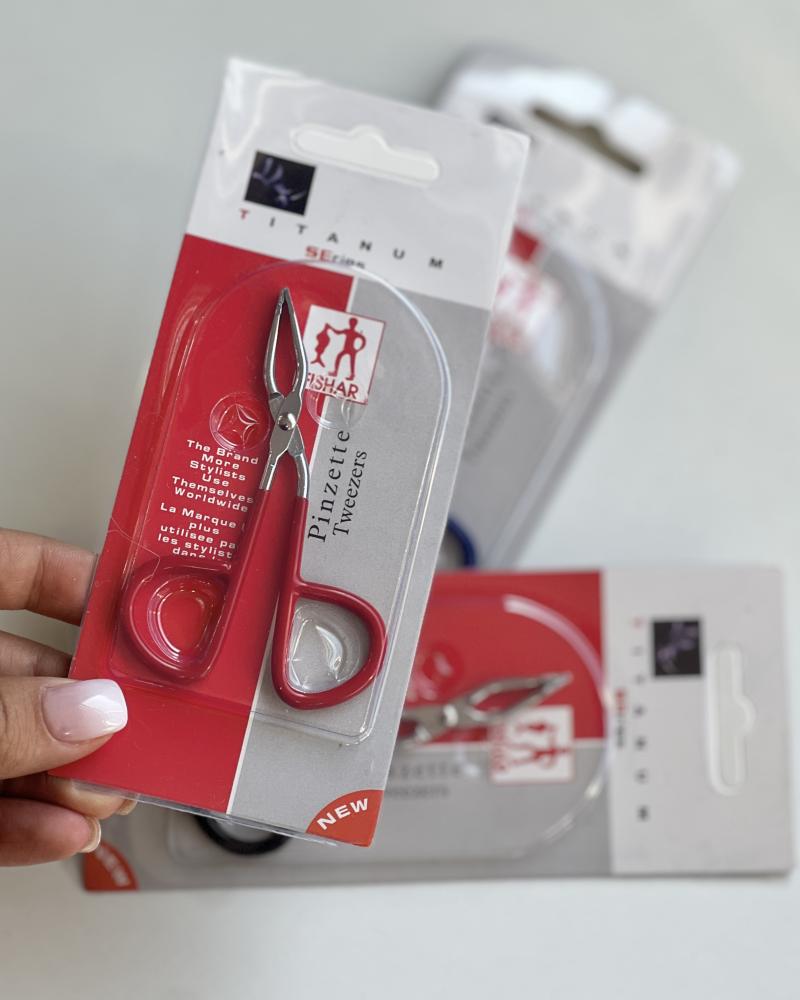 TITANUM
SEries
FISHAR
Pinzette
Tweezers
The Brand
More
Stylists
Use
Themselves
Worldwide
La Marque
plus
utilisee pa
les stylist
dans
NEW